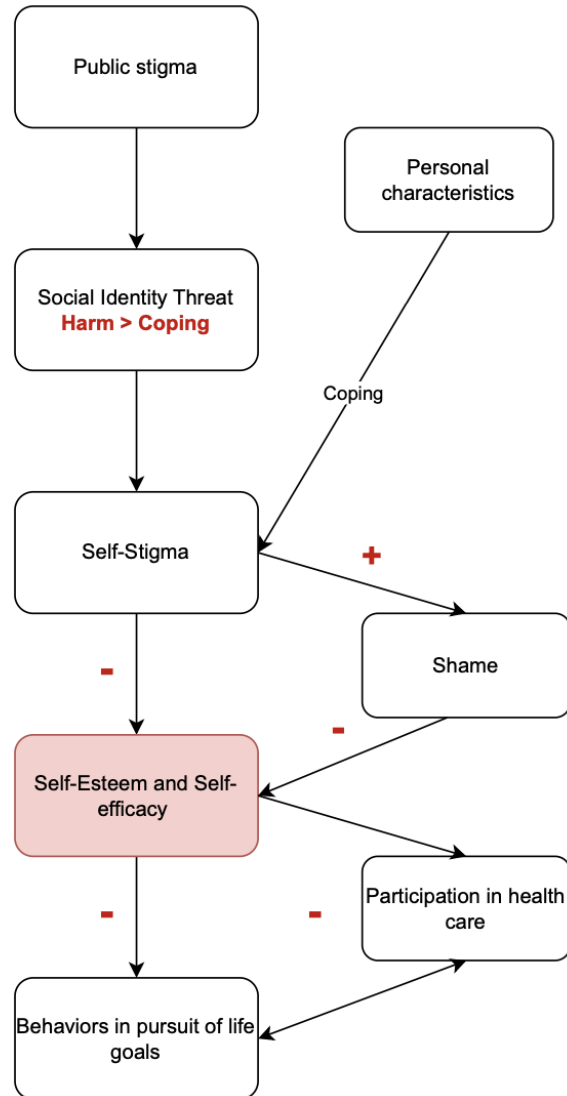 Public stigma
Personal
characteristics
Social Identity Threat
Harm > Coping
Coping
Self-Stigma
+
Shame
-
-
Self-Esteem and Self-
efficacy
Participation in health
care
-
-
Behaviors in pursuit of life
goals